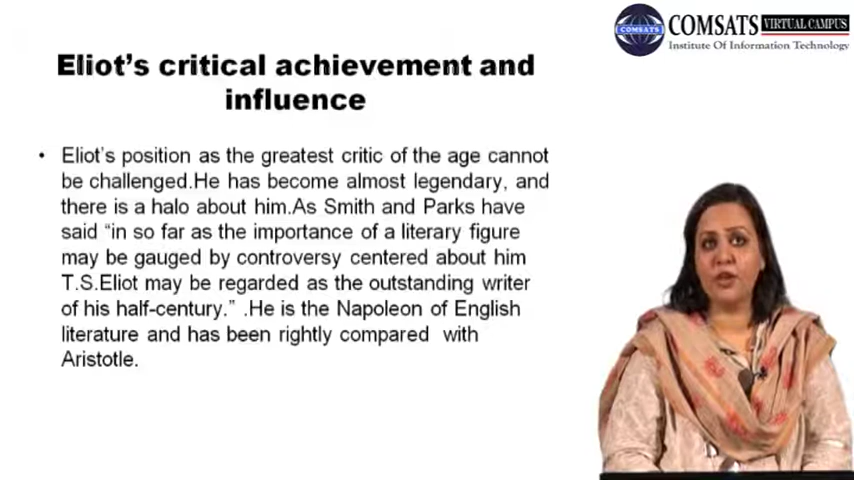 COMSATS VIRTUAL CAMPUS
COMSATS
Institute Of Information Technology
Eliot's critical achievement and
influence
• Eliot's position as the greatest critic of the age cannot
be challenged.He has become almost legendary, and
there is a halo about him.As Smith and Parks have
said “in so far as the importance of a literary figure
may be gauged by controversy centered about him
T.S.Eliot may be regarded as the outstanding writer
of his half-century.” .He is the Napoleon of English
literature and has been rightly compared with
Aristotle.